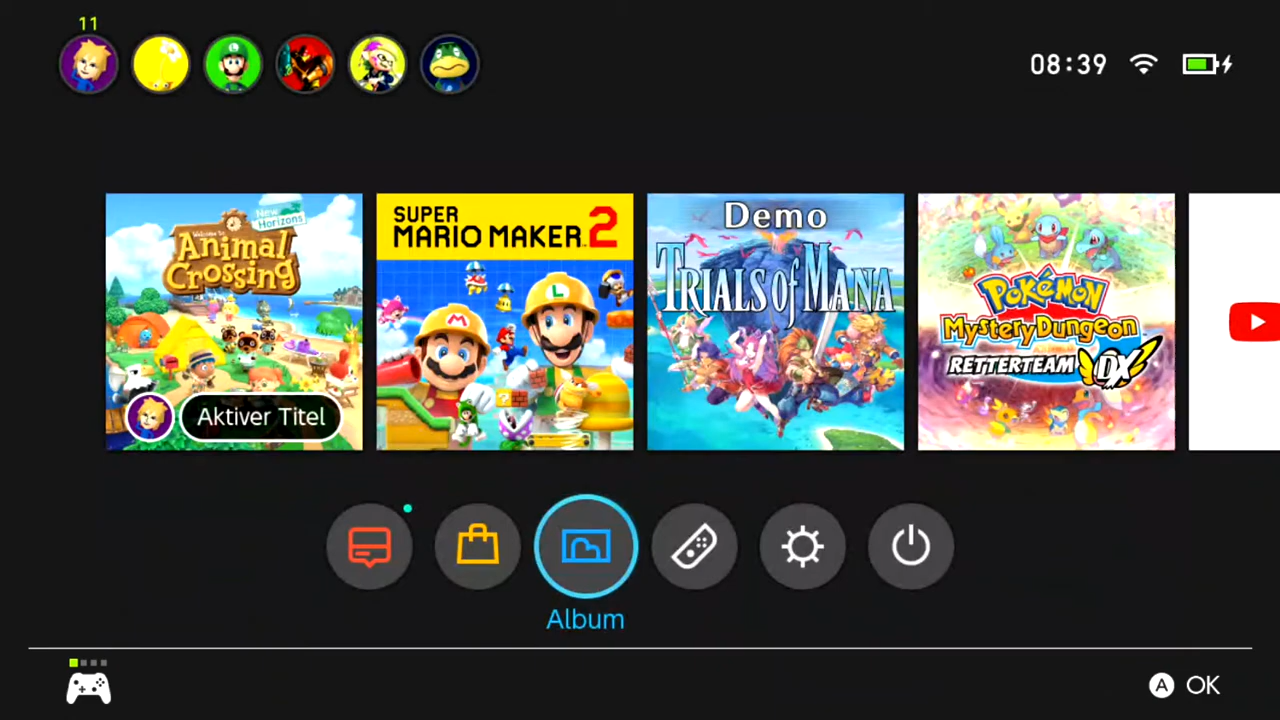 11
08:39
Welcome to
New
Horizons
Animal
Crossing
Aktiver Titel
SUPER
MARIO MAKER 2
Demo
TRIALS of MANA
POKÉMON
Mystery Dungeon
RETTERTEAM DX
Album
A OK